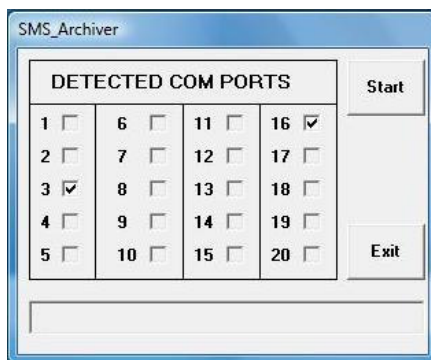 SMS_Archiver
DETECTED COM PORTS
Start
1 6 11 16
2 7 12 17
3 8 13 18
4 9 14 19
5 10 15 20
Exit